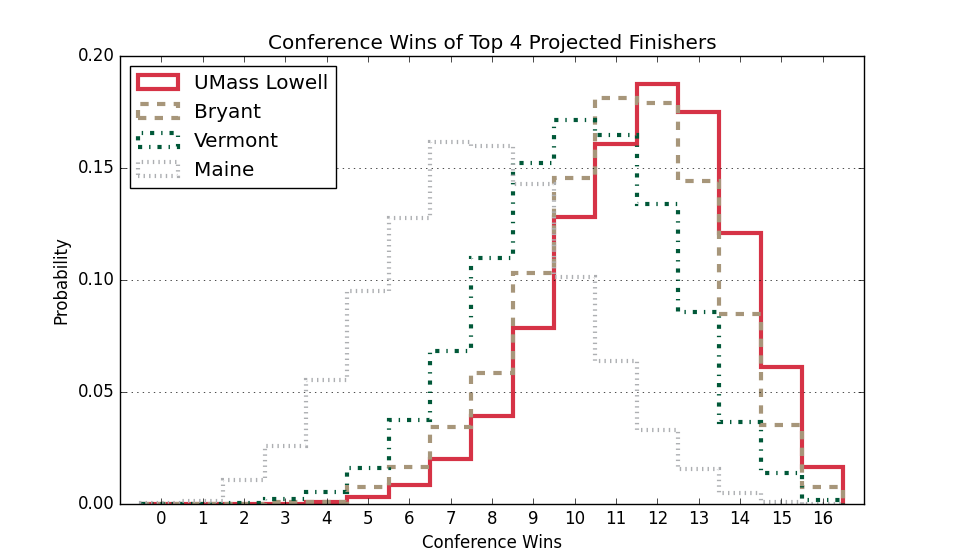 Conference Wins of Top 4 Projected Finishers
UMass Lowell
Bryant
Vermont
Maine
0.20
0.15
0.10
0.05
0.00
Probability
0 1 2 3 4 5 6 7 8 9 10 11 12 13 14 15 16
Conference Wins